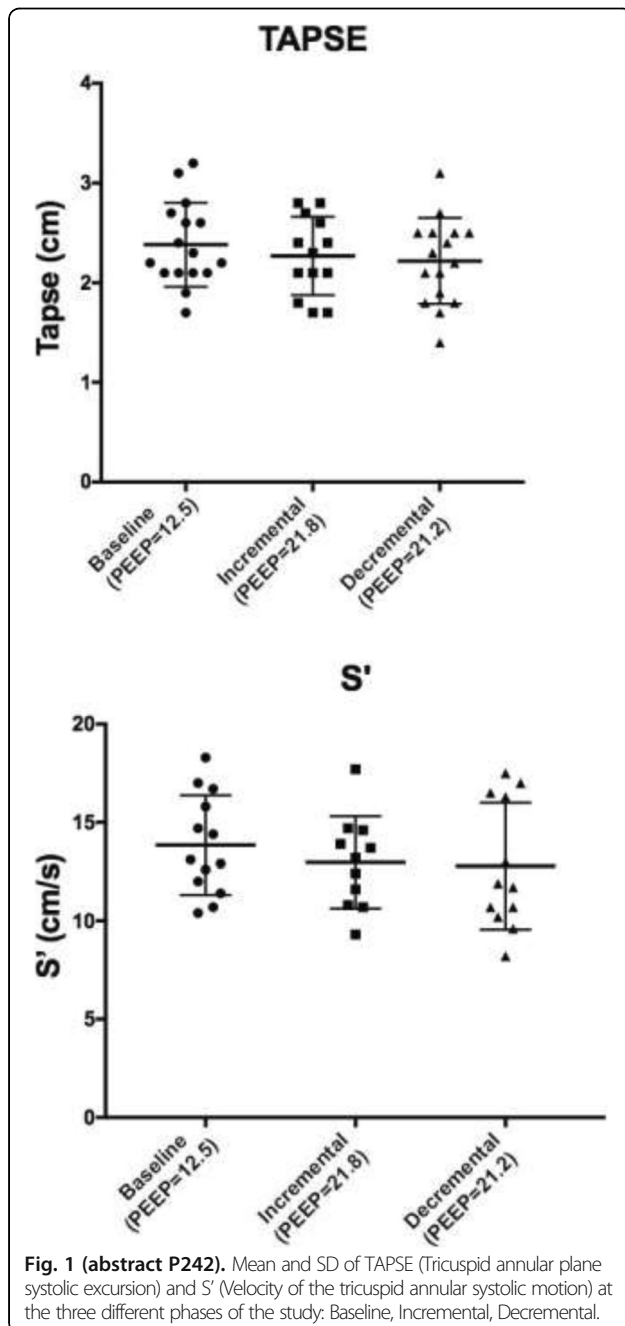 TAPSE
4
3
2
1
0
Tapse (cm)
Baseline
(PEEP=12.5)
Incremental
(PEEP=21.8)
Decremental
(PEEP=21.2)
S'
20
15
10
5
0
S' (cm/s)
Baseline
(PEEP=12.5)
Incremental
(PEEP=21.8)
Decremental
(PEEP=21.2)
Fig. 1 (abstract P242). Mean and SD of TAPSE (Tricuspid annular plane
systolic excursion) and S' (Velocity of the tricuspid annular systolic motion) at
the three different phases of the study: Baseline, Incremental, Decremental.